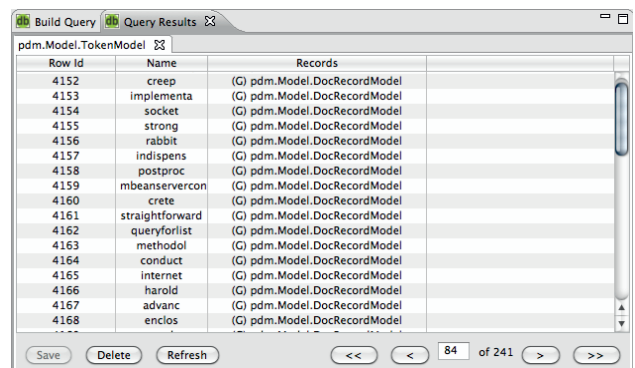 db Build Query db Query Results
pdm.Model.TokenModel
Row Id Name Records
4152 creep (G) pdm.Model.DocRecordModel
4153 implementa (G) pdm.Model.DocRecordModel
4154 socket (G) pdm.Model.DocRecordModel
4155 strong (G) pdm.Model.DocRecordModel
4156 rabbit (G) pdm.Model.DocRecordModel
4157 indispens (G) pdm.Model.DocRecordModel
4158 postproc (G) pdm.Model.DocRecordModel
4159 mbeanservercon (G) pdm.Model.DocRecordModel
4160 crete (G) pdm.Model.DocRecordModel
4161 straightforward (G) pdm.Model.DocRecordModel
4162 queryforlist (G) pdm.Model.DocRecordModel
4163 methodol (G) pdm.Model.DocRecordModel
4164 conduct (G) pdm.Model.DocRecordModel
4165 internet (G) pdm.Model.DocRecordModel
4166 harold (G) pdm.Model.DocRecordModel
4167 advanc (G) pdm.Model.DocRecordModel
4168 enclos (G) pdm.Model.DocRecordModel
Save Delete Refresh << < 84 of 241 > >>